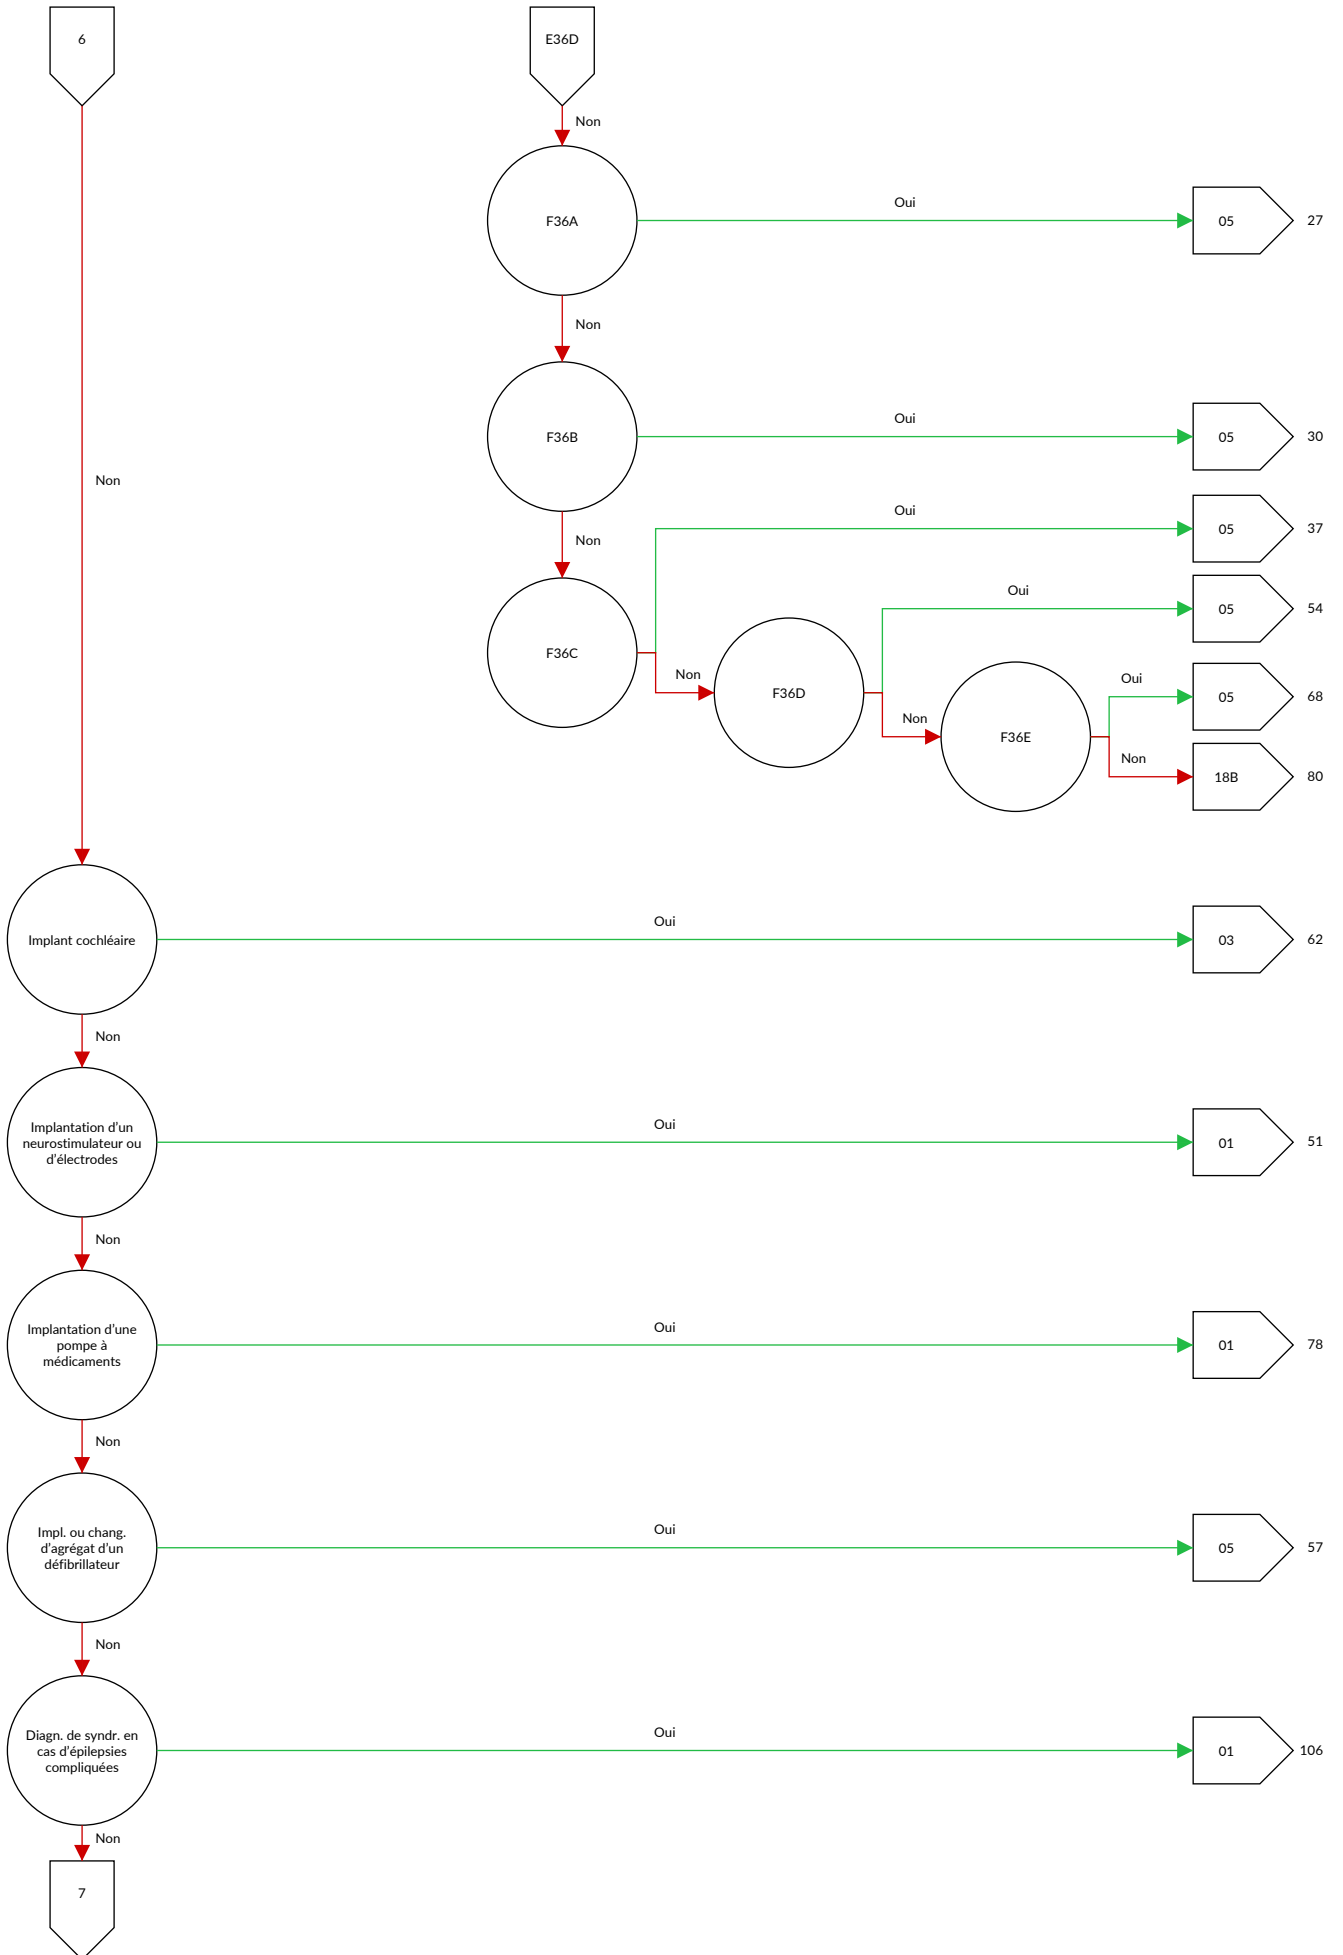 6
E36D
Non
F36A
Oui
05
27
Non
F36B
Oui
05
30
Non
Non
Oui
05
37
F36C
Oui
05
54
Non
F36D
Oui
05
68
Non
F36E
Non
18B
80
Implant cochléaire
Oui
03
62
Non
Implantation d'un
neurostimulateur ou
d'électrodes
Oui
01
51
Non
Implantation d'une
pompe à
médicaments
Oui
01
78
Non
Impl. ou chang.
d'agrégat d'un
défibrillateur
Oui
05
57
Non
Diagn. de syndr. en
cas d'épilepsies
compliquées
Oui
01
106
Non
7